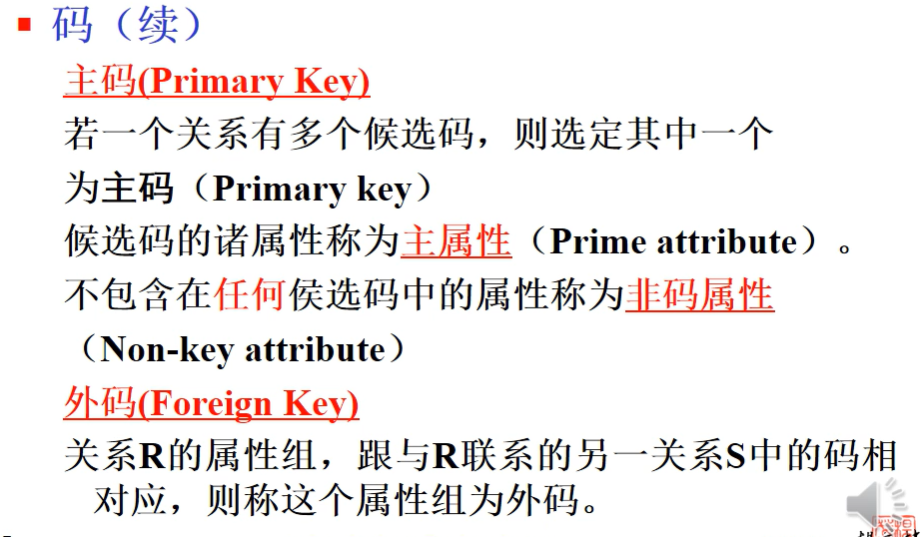 码（续）
主码(Primary Key)
若一个关系有多个候选码，则选定其中一个
为主码（Primary key）
候选码的诸属性称为主属性（Prime attribute）。
不包含在任何侯选码中的属性称为非码属性
（Non-key attribute）
外码(Foreign Key)
关系R的属性组，跟与R联系的另一关系S中的码相
对应，则称这个属性组为外码。